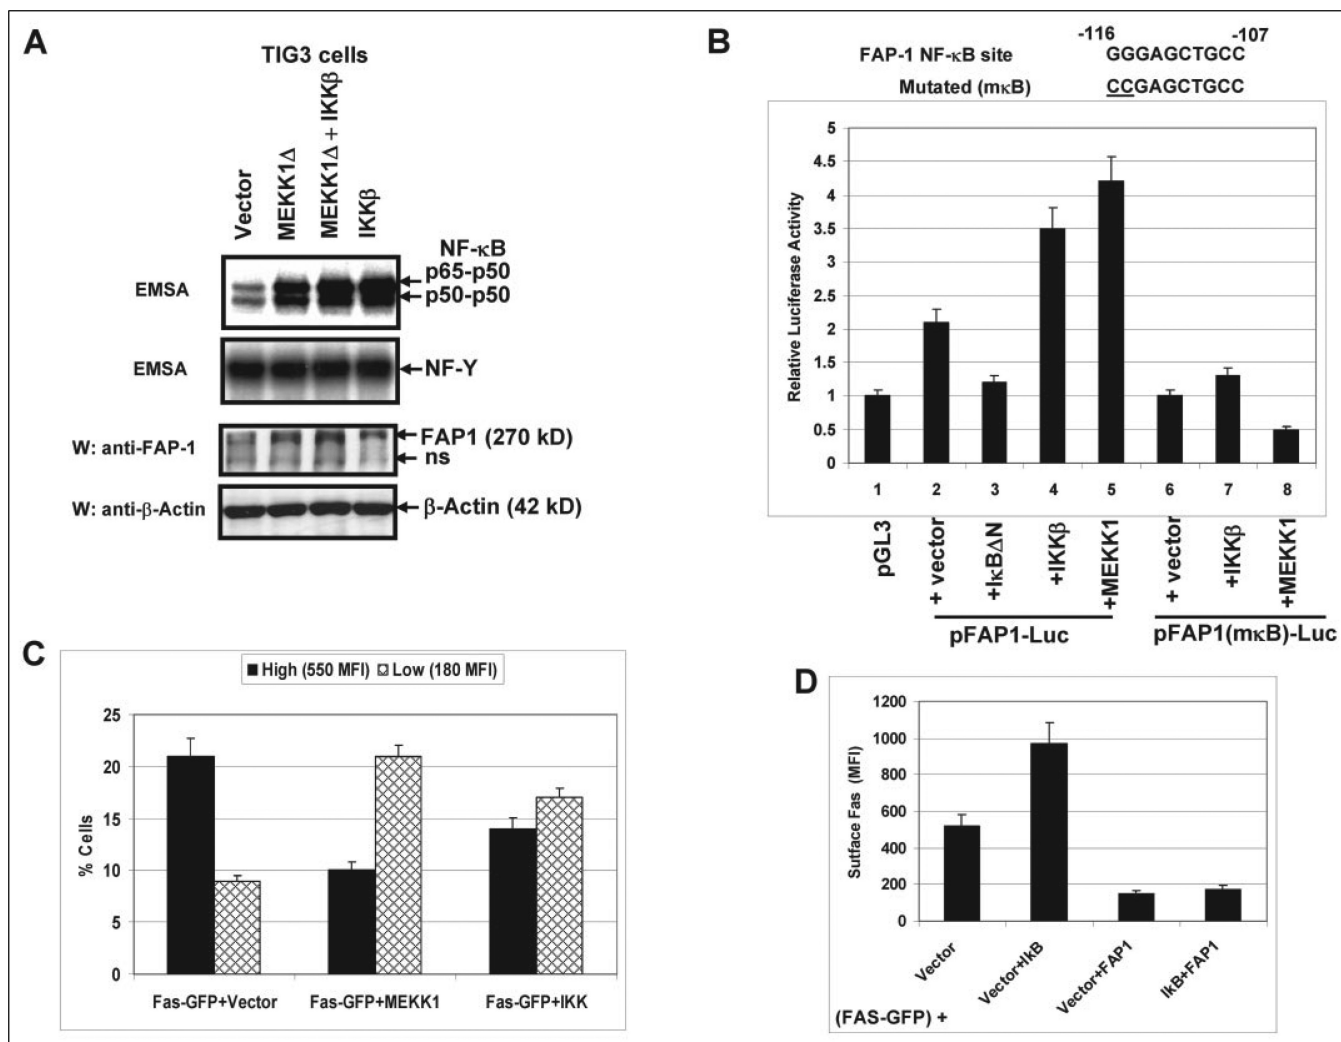 A
TIG3 cells
Vector
MEKK1Δ
MEKK1Δ + IKKβ
IKKβ
NF-κB
p65-p50
EMSA
p50-p50
EMSA
NF-Y
W: anti-FAP-1
FAP1 (270 kD)
ns
W: anti-β-Actin
β-Actin (42 kD)
B
-116
-107
FAP-1 NF-κB site
GGGAGCTGCC
Mutated (mκB)
CCGAGCTGCC
Relative Luciferase Activity
5
4.5
4
3.5
3
2.5
2
1.5
1
0.5
0
1 2 3 4 5 6 7 8
pGL3
+ vector
+IκBΔN
+IKKβ
+MEKK1
+ vector
+IKKβ
+MEKK1
pFAP1-Luc
pFAP1(mκB)-Luc
C
High (550 MFI) Low (180 MFI)
% Cells
25
20
15
10
5
0
Fas-GFP+Vector
Fas-GFP+MEKK1
Fas-GFP+IKK
D
Sutface Fas (MFI)
1200
1000
800
600
400
200
0
Vector
Vector+IkB
Vector+FAP1
IkB+FAP1
(FAS-GFP) +